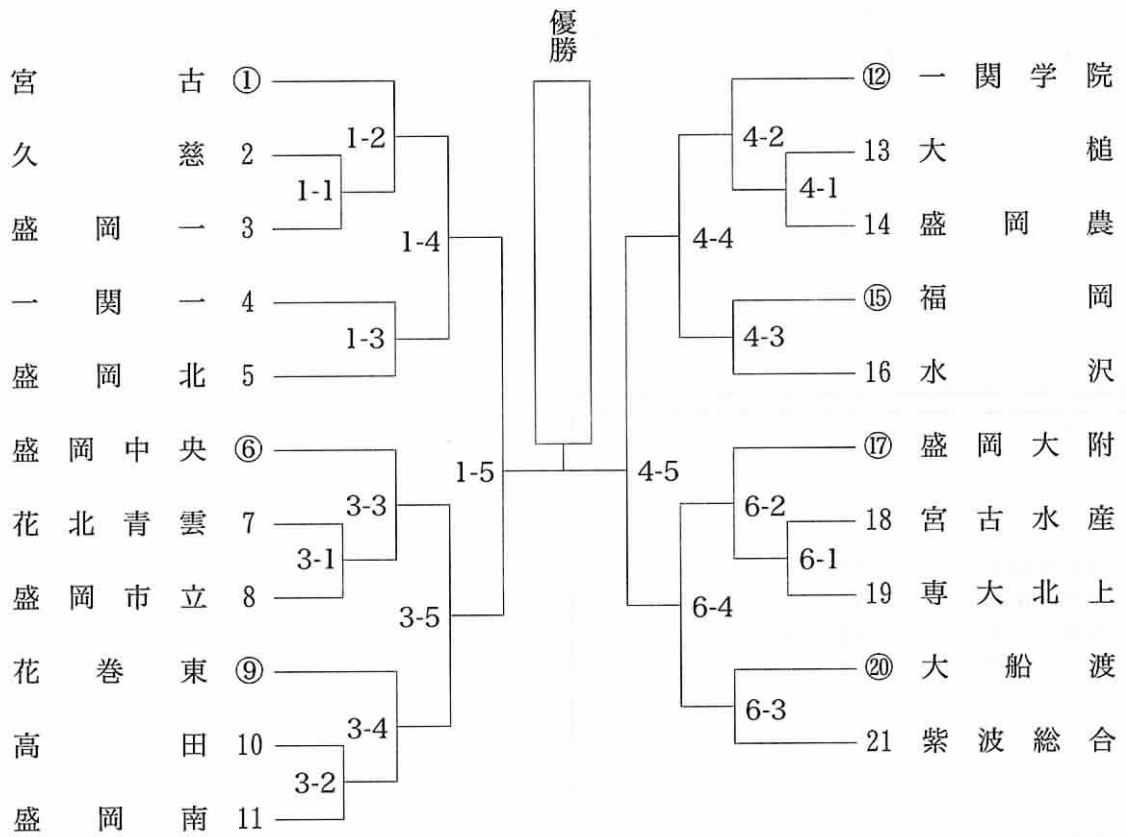 優勝
宮古 ①
久慈 2
盛岡一 3
一関一 4
盛岡北 5
盛岡中央 ⑥
花北青雲 7
盛岡市立 8
花巻東 ⑨
高田 10
盛岡南 11
1-2
1-1
1-4
1-3
1-5
3-3
3-1
3-5
3-4
3-2
⑫ 一関学院
13 大槌
14 盛岡農
⑮ 福岡
16 水沢
⑰ 盛岡大附
18 宮古水産
19 専大北上
⑳ 大船渡
21 紫波総合
4-2
4-1
4-4
4-3
4-5
6-2
6-1
6-4
6-3